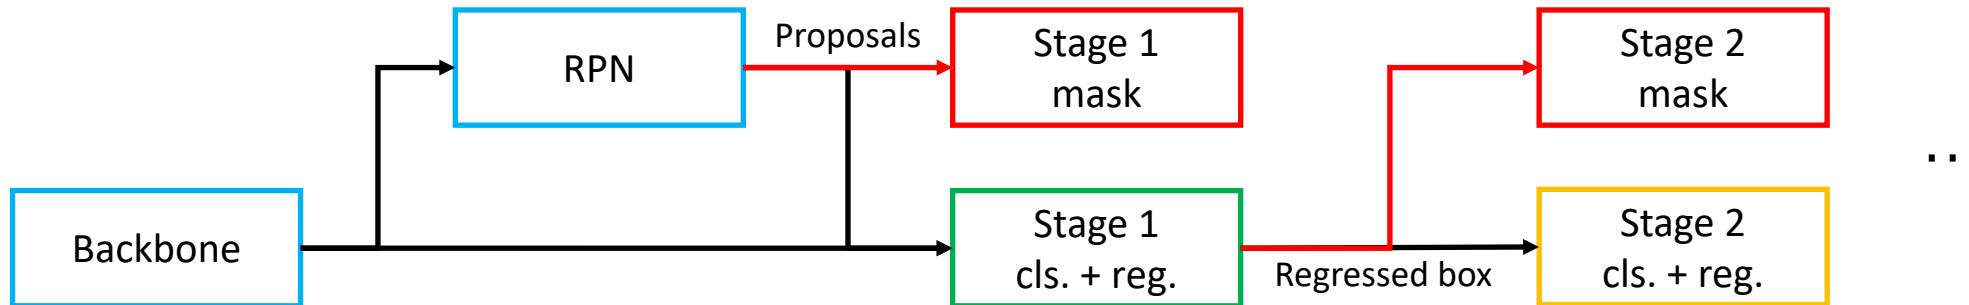 Proposals
RPN
Stage 1
mask
Stage 2
mask
..
Backbone
Stage 1
cls. + reg.
Regressed box
Stage 2
cls. + reg.